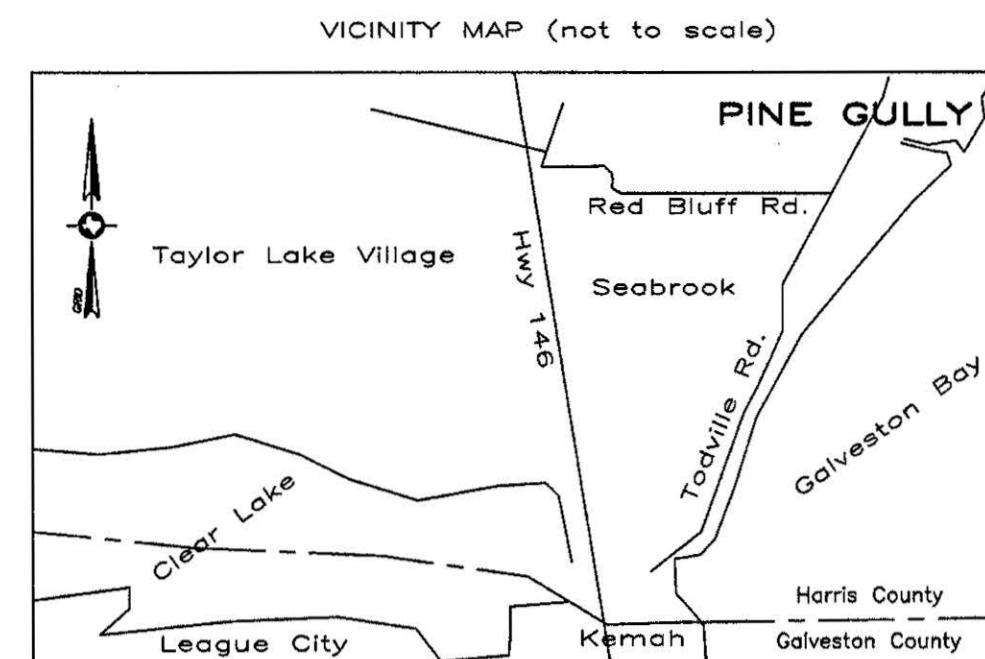 VICINITY MAP (not to scale)
PINE GULLY
Red Bluff Rd.
Taylor Lake Village
Hwy 146
Seabrook
GRID
Todville Rd.
Galveston Bay
Clear Lake
Harris County
League City
Kemah
Galveston County